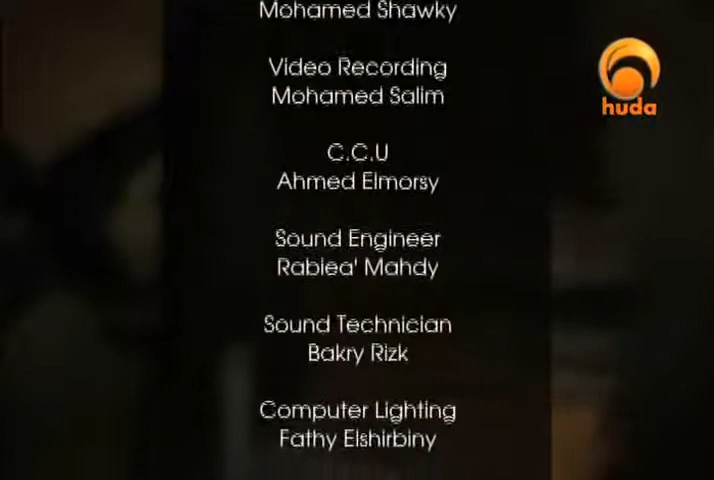 Mohamed Shawky
Video Recording
Mohamed Salim
C.C.U
Ahmed Elmorsy
Sound Engineer
Rabiea' Mahdy
Sound Technician
Bakry Rizk
Computer Lighting
Fathy Elshirbiny
huda